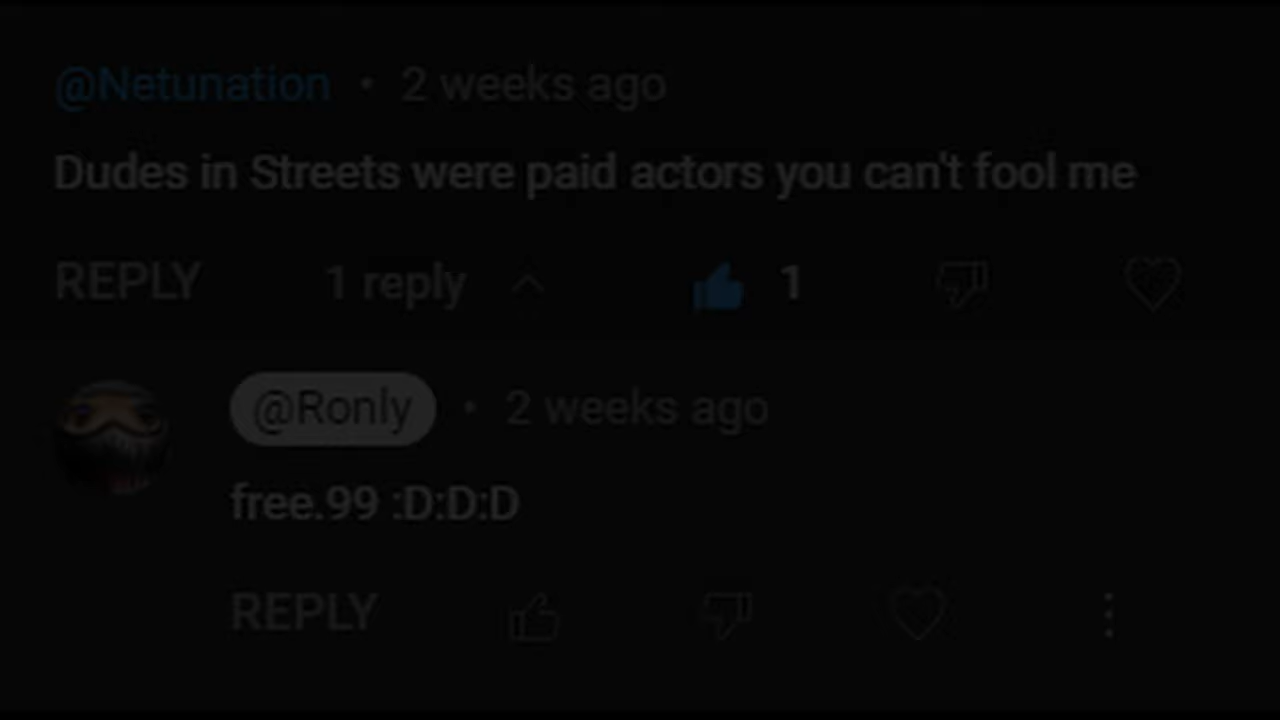 @Netunation • 2 weeks ago
Dudes in Streets were paid actors you can't fool me
REPLY 1 reply 1
@Ronly • 2 weeks ago
free.99 :D:D:D
REPLY